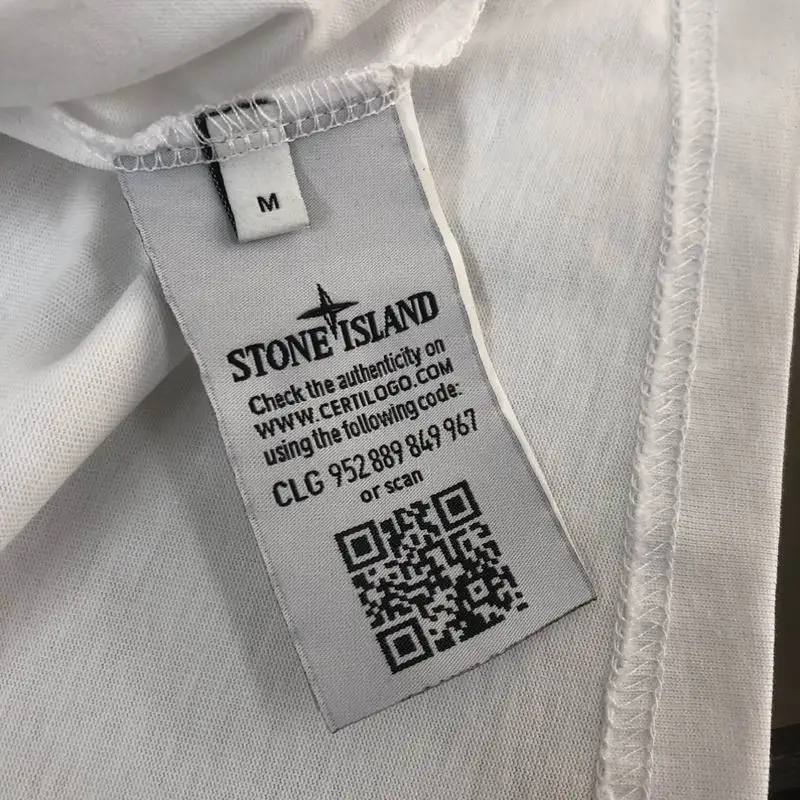 M
STONE ISLAND
Check the authenticity on
WWW.CERTILOGO.COM
using the following code:
CLG 952 889 849 967
or scan